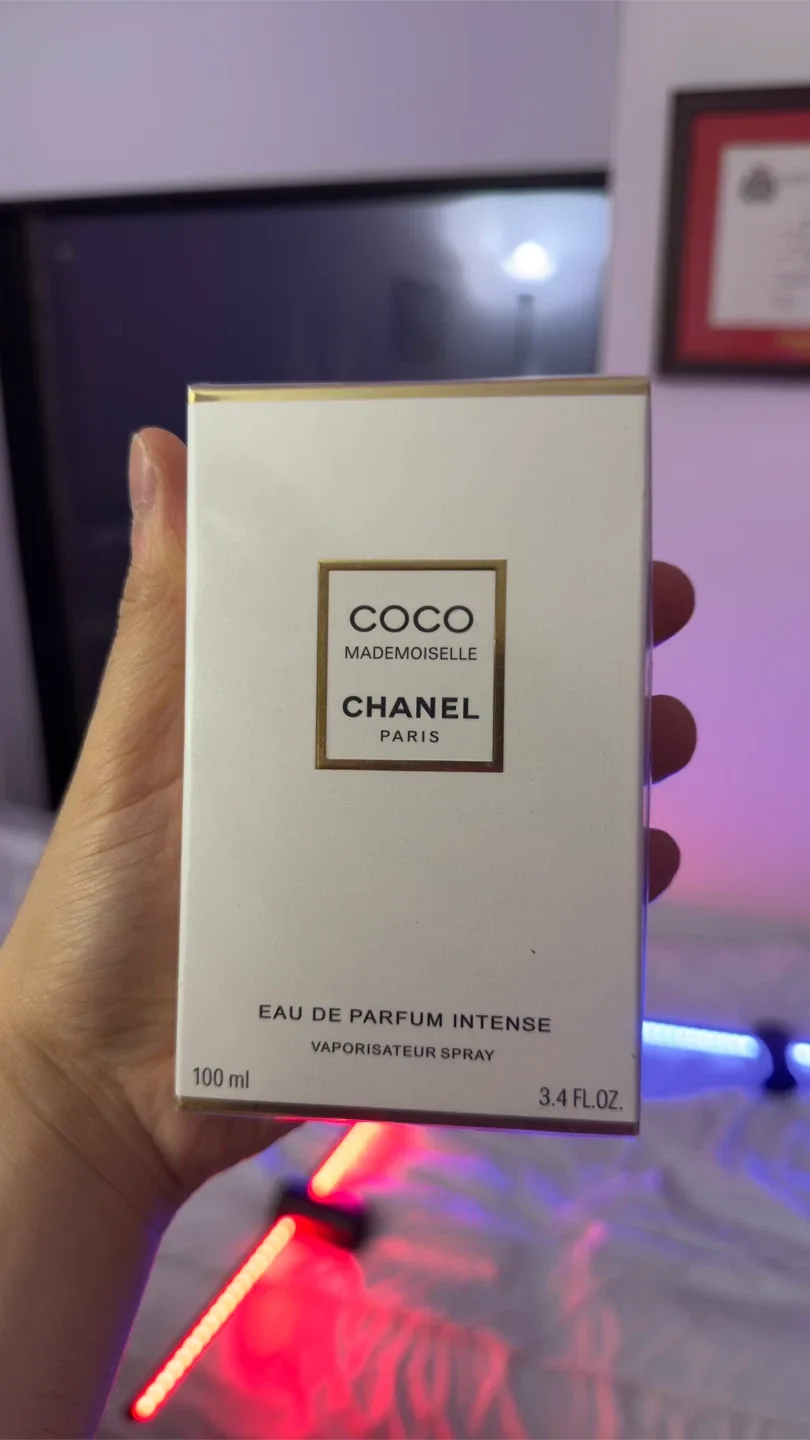 COCO
MADEMOISELLE
CHANEL
PARIS
EAU DE PARFUM INTENSE
VAPORISATEUR SPRAY
100 ml
3.4 FL.OZ.